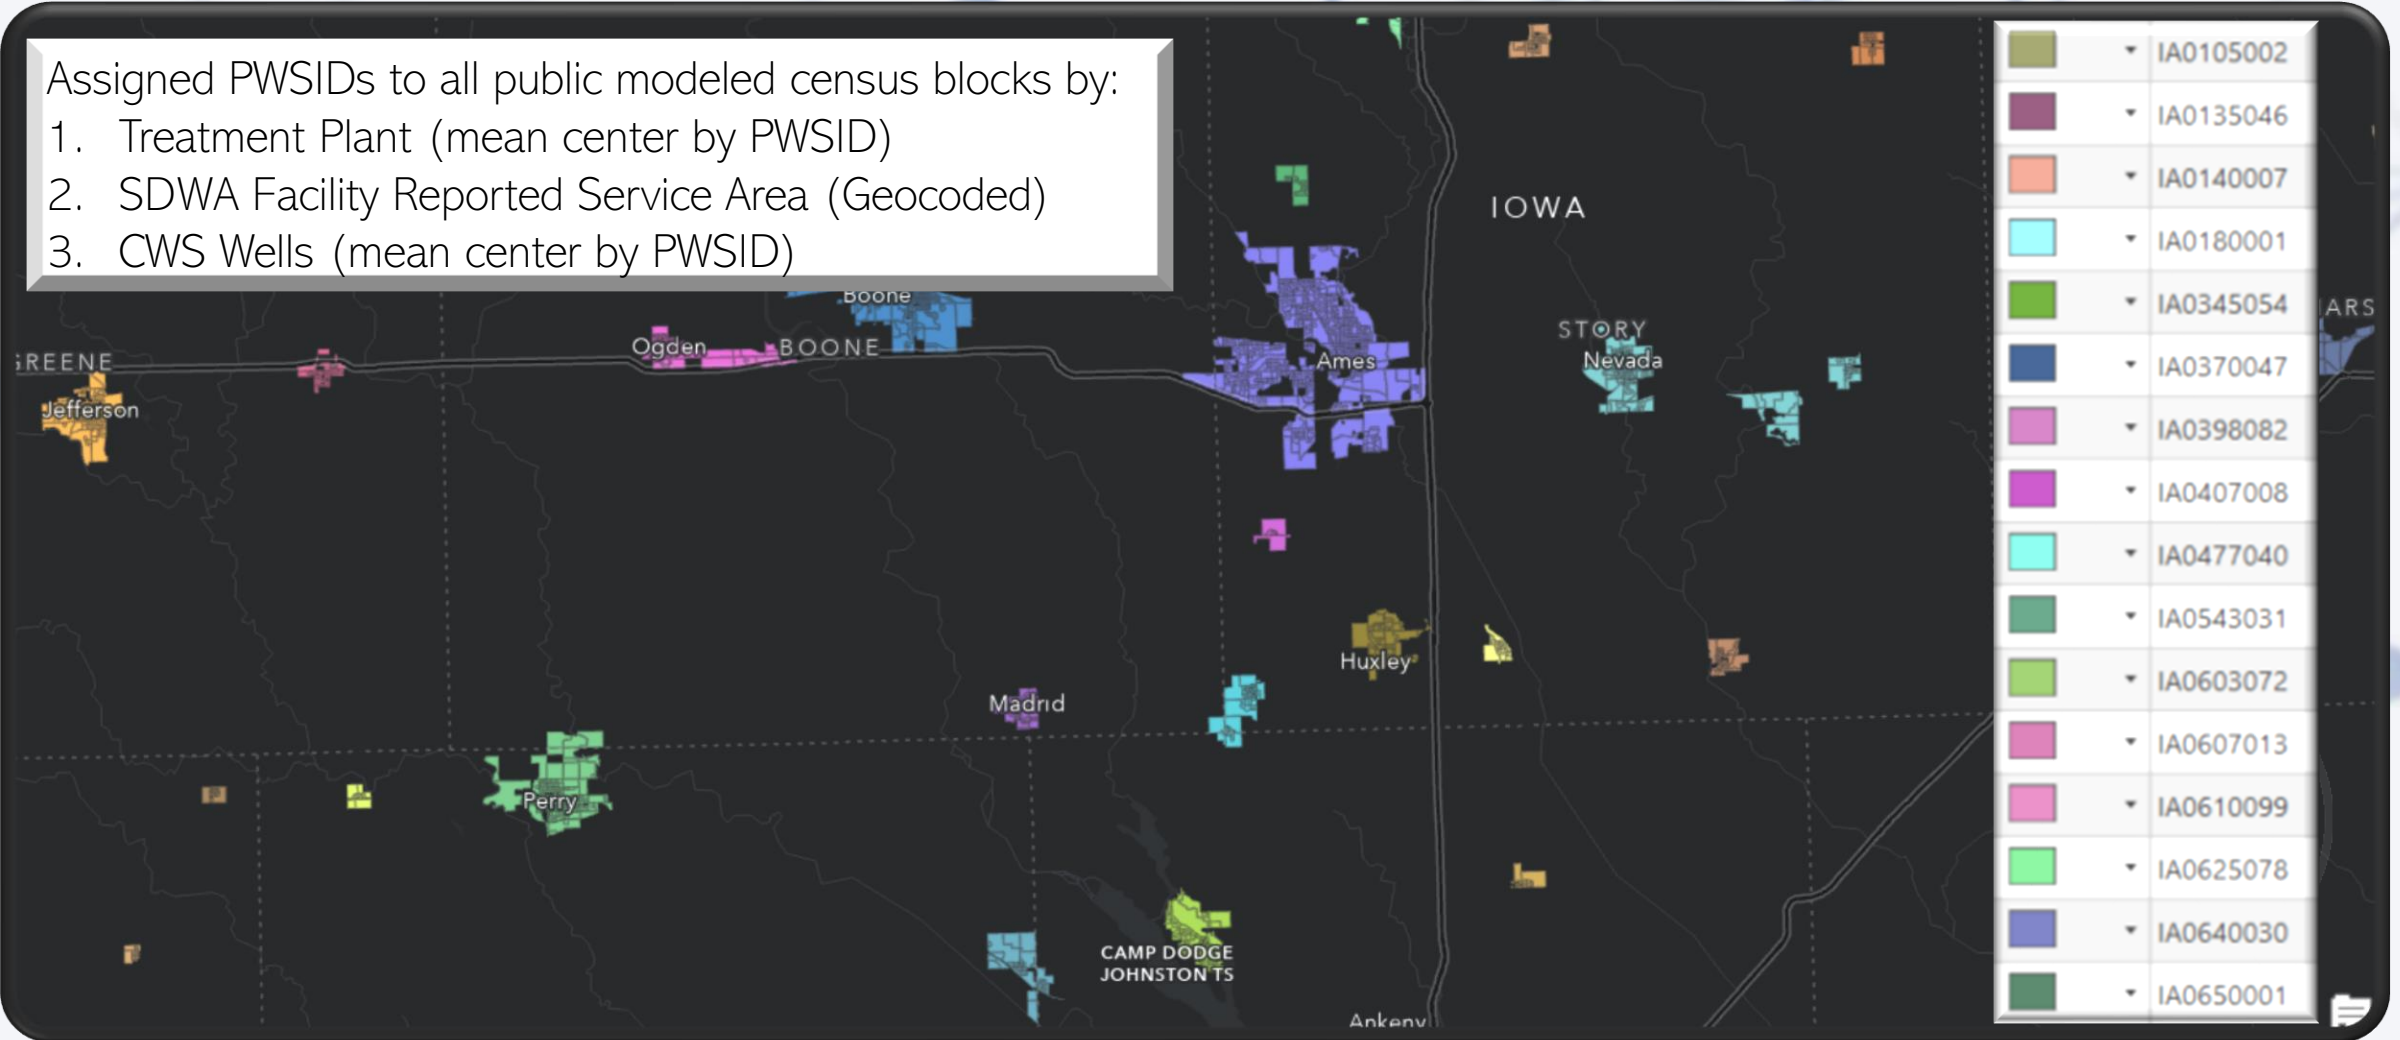 Assigned PWSIDs to all public modeled census blocks by:
1. Treatment Plant (mean center by PWSID)
2. SDWA Facility Reported Service Area (Geocoded)
3. CWS Wells (mean center by PWSID)
IOWA
Boone
STORY
Ogden
BOONE
GREENE
Ames
Nevada
Jefferson
Huxley
Madrid
Perry
CAMP DODGE
JOHNSTON TS
Ankeny
IA0105002
IA0135046
IA0140007
IA0180001
IA0345054
IA0370047
IA0398082
IA0407008
IA0477040
IA0543031
IA0603072
IA0607013
IA0610099
IA0625078
IA0640030
IA0650001
ARS